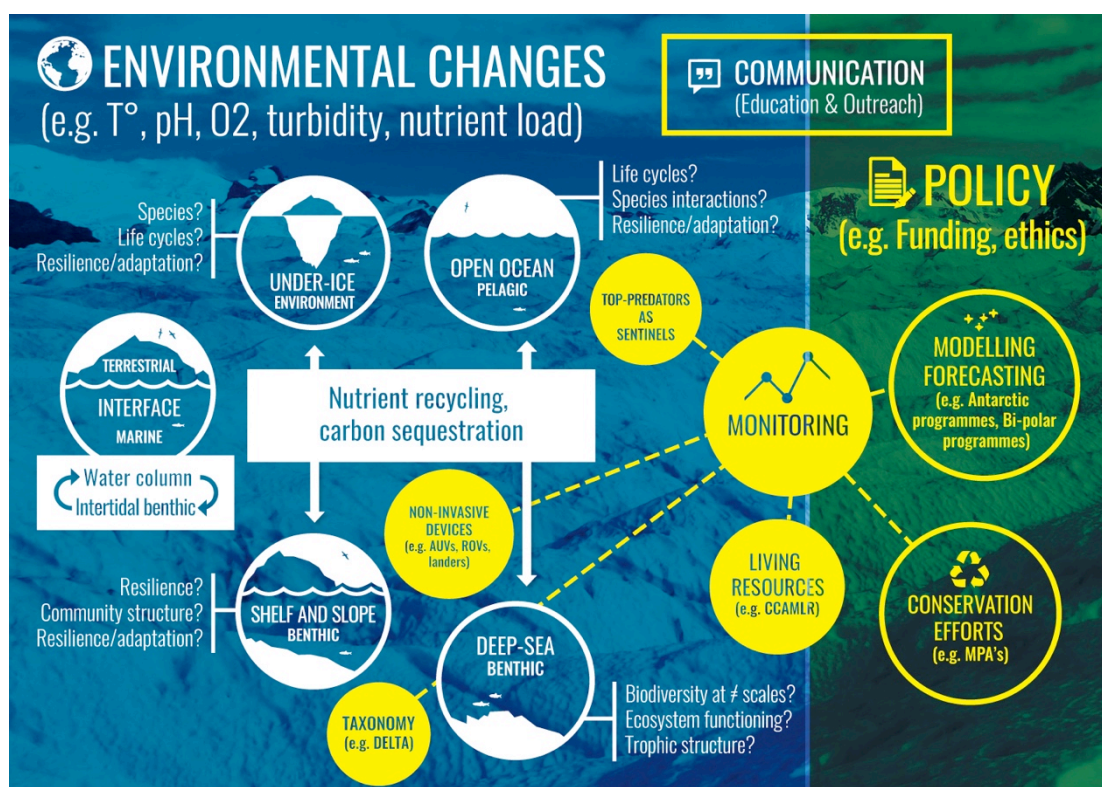 ENVIRONMENTAL CHANGES
(e.g. T°, pH, O2, turbidity, nutrient load)
COMMUNICATION
(Education & Outreach)
POLICY
(e.g. Funding, ethics)
Species?
Life cycles?
Resilience/adaptation?
UNDER-ICE
ENVIRONMENT
OPEN OCEAN
PELAGIC
Life cycles?
Species interactions?
Resilience/adaptation?
TOP-PREDATORS
AS
SENTINELS
TERRESTRIAL
INTERFACE
MARINE
Water column
Intertidal benthic
Nutrient recycling,
carbon sequestration
MONITORING
MODELLING
FORECASTING
(e.g. Antarctic
programmes, Bi-polar
programmes)
NON-INVASIVE
DEVICES
(e.g. AUVs, ROVs,
landers)
LIVING
RESOURCES
(e.g. CCAMLR)
CONSERVATION
EFFORTS
(e.g. MPA's)
Resilience?
Community structure?
Resilience/adaptation?
SHELF AND SLOPE
BENTHIC
DEEP-SEA
BENTHIC
Biodiversity at ≠ scales?
Ecosystem functioning?
Trophic structure?
TAXONOMY
(e.g. DELTA)